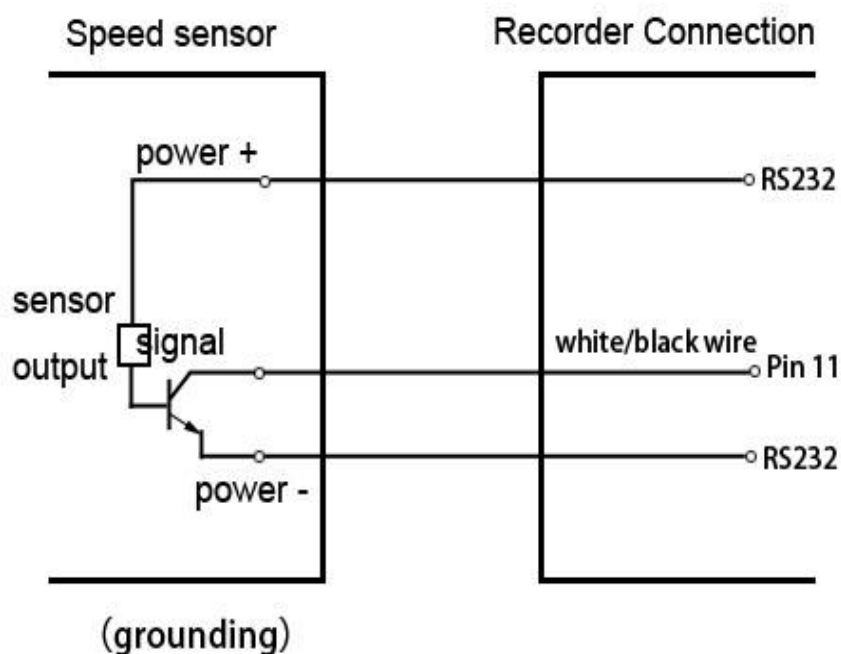 Speed sensor
Recorder Connection
power +
RS232
sensor
signal
output
white/black wire
Pin 11
RS232
power -
(grounding)